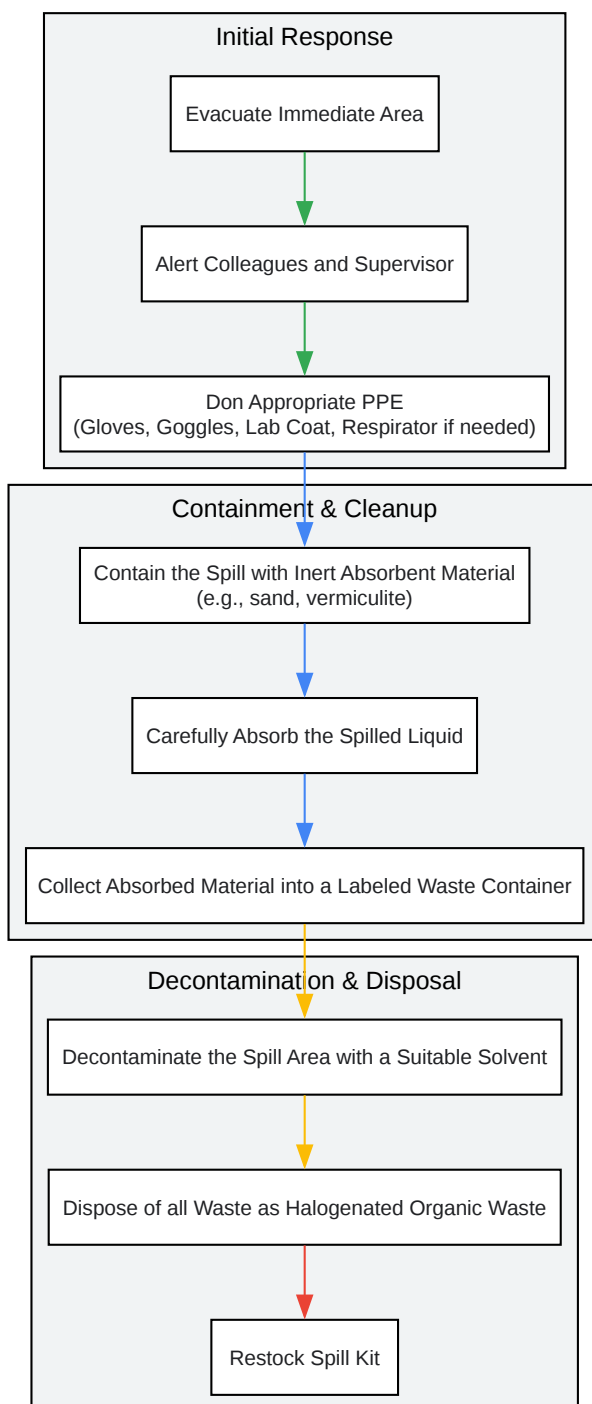 Initial Response
Evacuate Immediate Area
Alert Colleagues and Supervisor
Don Appropriate PPE
(Gloves, Goggles, Lab Coat, Respirator if needed)
Containment & Cleanup
Contain the Spill with Inert Absorbent Material
(e.g., sand, vermiculite)
Carefully Absorb the Spilled Liquid
Collect Absorbed Material into a Labeled Waste Container
Decontamination & Disposal
Decontaminate the Spill Area with a Suitable Solvent
Dispose of all Waste as Halogenated Organic Waste
Restock Spill Kit